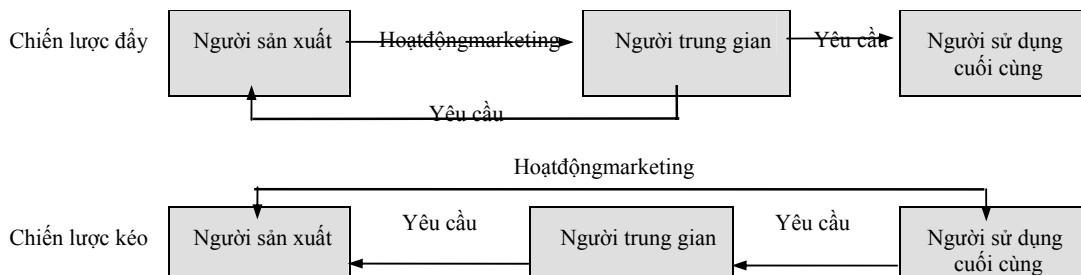 Chiến lược đẩy
Người sản xuất
Hoạtđộngmarketing
Người trung gian
Yêu cầu
Người sử dụng
cuối cùng
Yêu cầu
Hoạtđộngmarketing
Chiến lược kéo
Người sản xuất
Yêu cầu
Người trung gian
Yêu cầu
Người sử dụng
cuối cùng